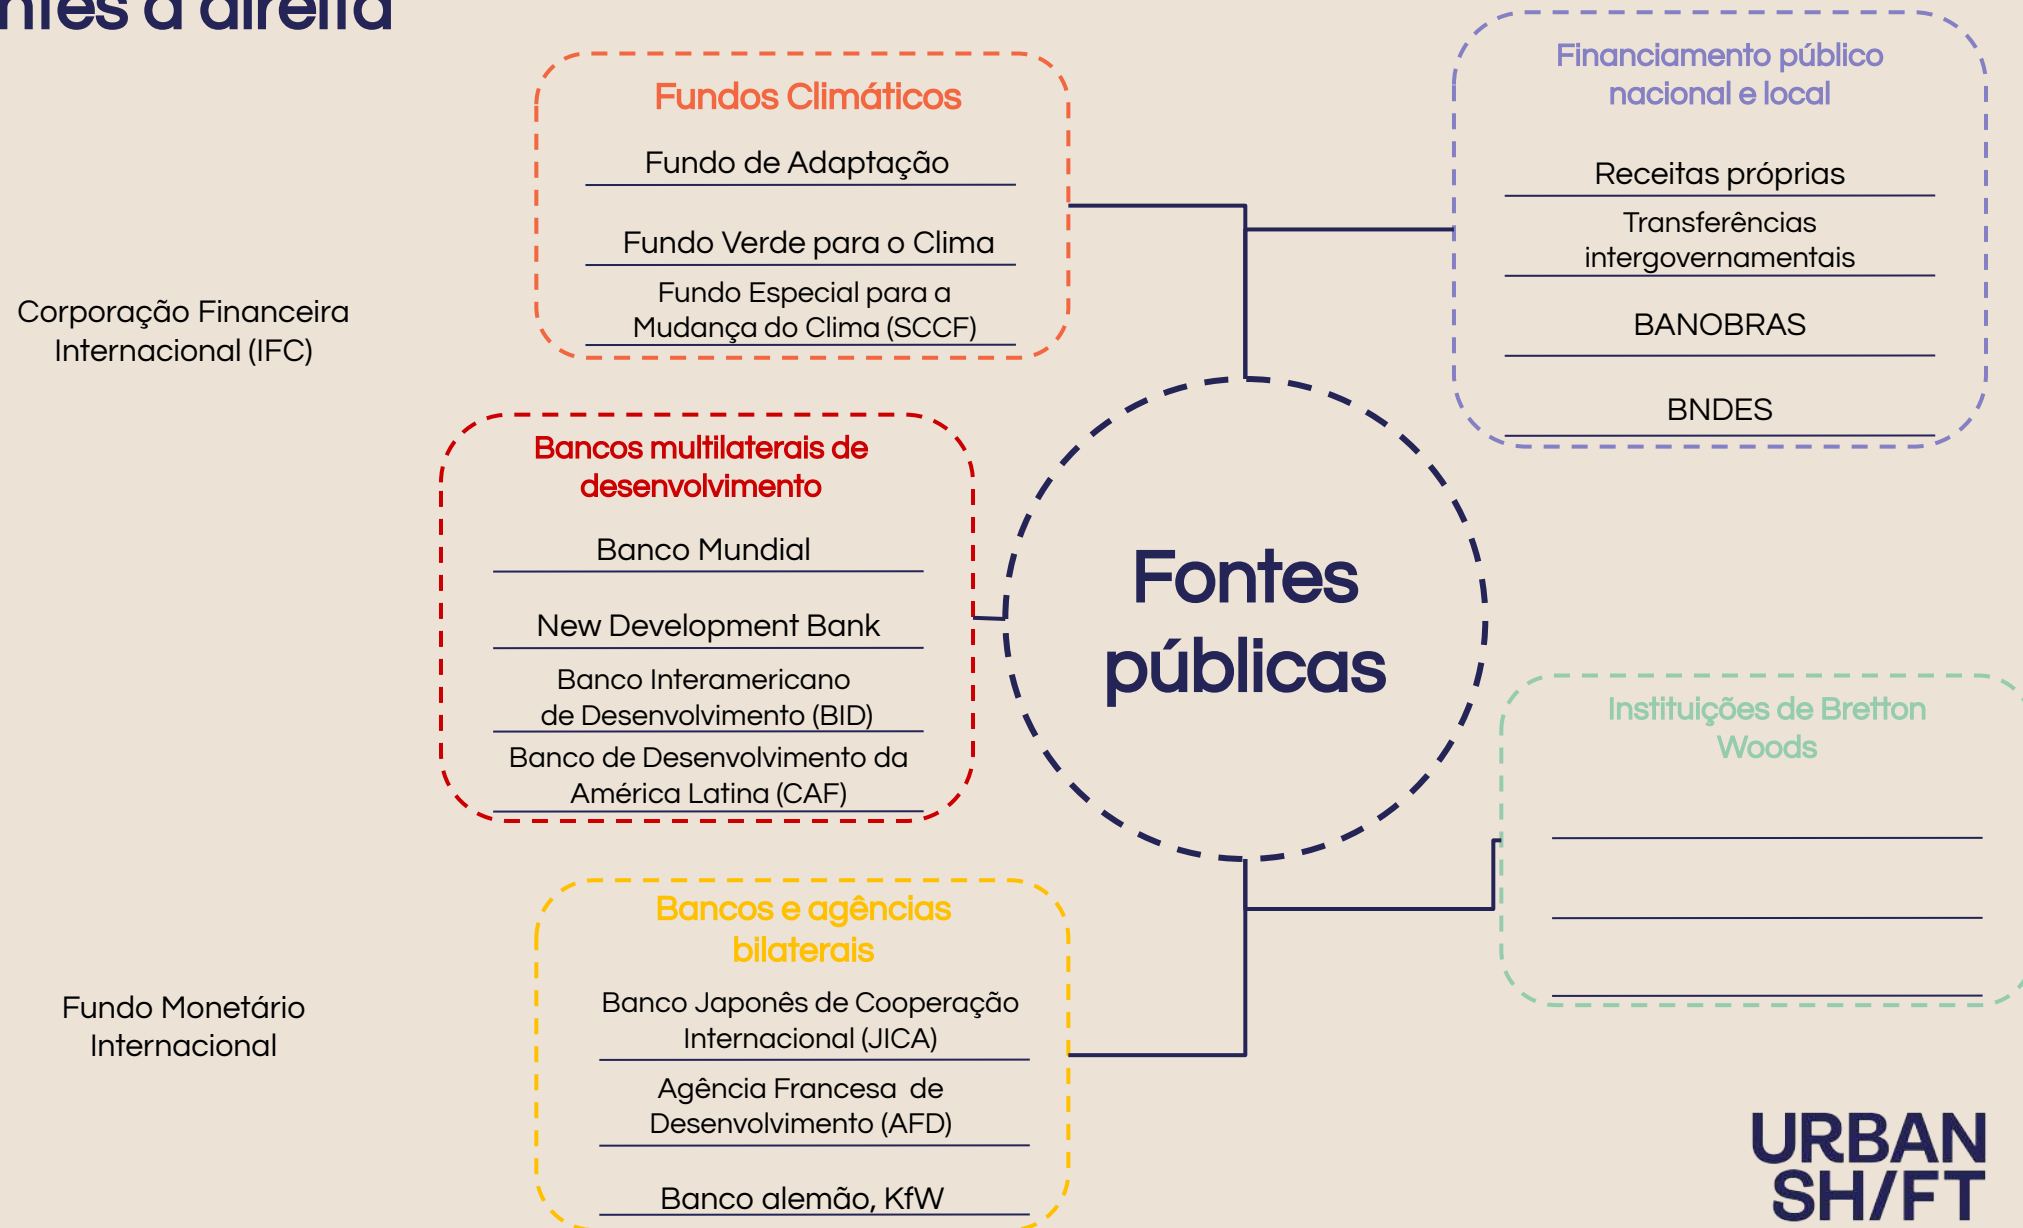 ntes à direita
Fundos Climáticos
Fundo de Adaptação
Fundo Verde para o Clima
Fundo Especial para a
Mudança do Clima (SCCF)
Financiamento público
nacional e local
Receitas próprias
Transferências
intergovernamentais
BANOBRAS
BNDES
Corporação Financeira
Internacional (IFC)
Bancos multilaterais de
desenvolvimento
Banco Mundial
New Development Bank
Banco Interamericano
de Desenvolvimento (BID)
Banco de Desenvolvimento da
América Latina (CAF)
Fontes
públicas
Instituições de Bretton
Woods
Fundo Monetário
Internacional
Bancos e agências
bilaterais
Banco Japonês de Cooperação
Internacional (JICA)
Agência Francesa de
Desenvolvimento (AFD)
Banco alemão, KfW
URBAN
SH/FT